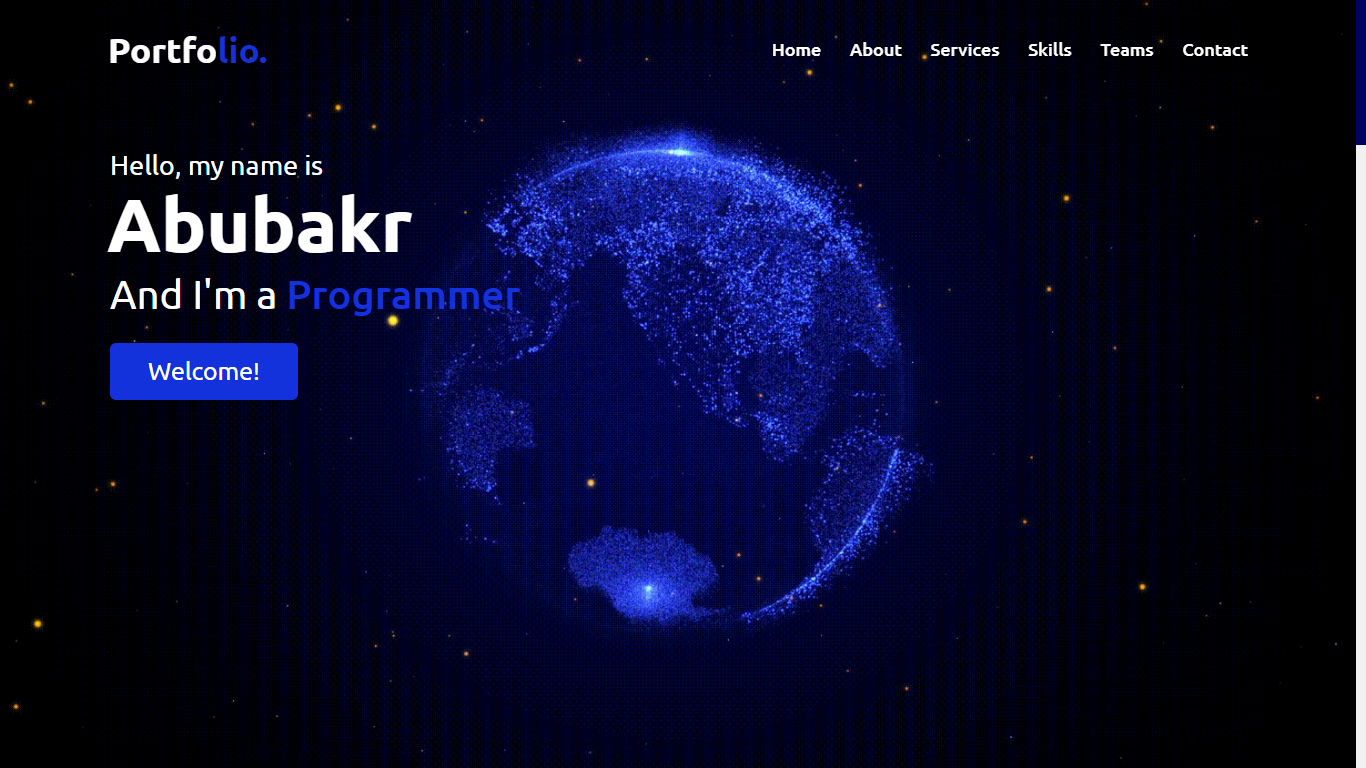 Portfolio.
Home About Services Skills Teams Contact
Hello, my name is
Abubakr
And I'm a Programmer
Welcome!